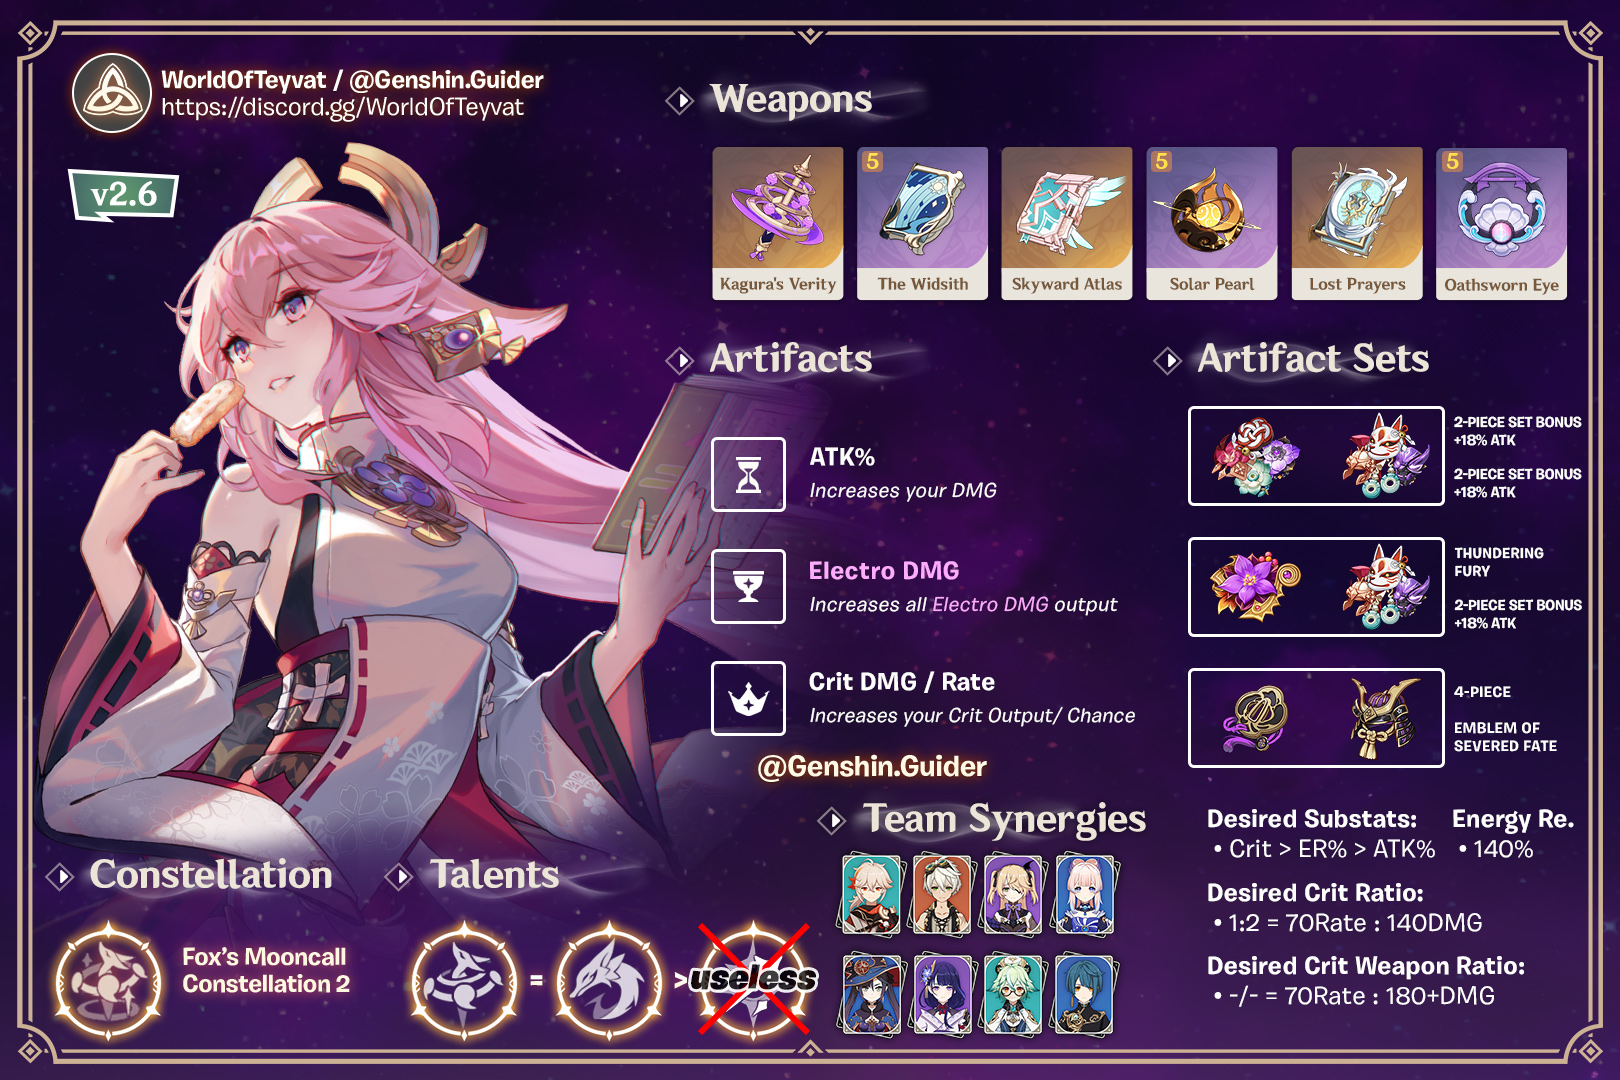 WorldOfTeyvat / @Genshin.Guider
https://discord.gg/WorldOfTeyvat
v2.6
Weapons
5
5
5
Kagura's Verity
The Widsith
Skyward Atlas
Solar Pearl
Lost Prayers
Oathsworn Eye
Artifacts
ATK%
Increases your DMG
Electro DMG
Increases all Electro DMG output
Crit DMG / Rate
Increases your Crit Output/ Chance
@Genshin.Guider
Artifact Sets
2-PIECE SET BONUS
+18% ATK
2-PIECE SET BONUS
+18% ATK
THUNDERING
FURY
2-PIECE SET BONUS
+18% ATK
4-PIECE
EMBLEM OF
SEVERED FATE
Team Synergies
Desired Substats:
• Crit > ER% > ATK%
Energy Re.
• 140%
Desired Crit Ratio:
• 1:2 = 70Rate : 140DMG
Desired Crit Weapon Ratio:
• -/- = 70Rate : 180+DMG
Constellation
Fox's Mooncall
Constellation 2
Talents
= > useless